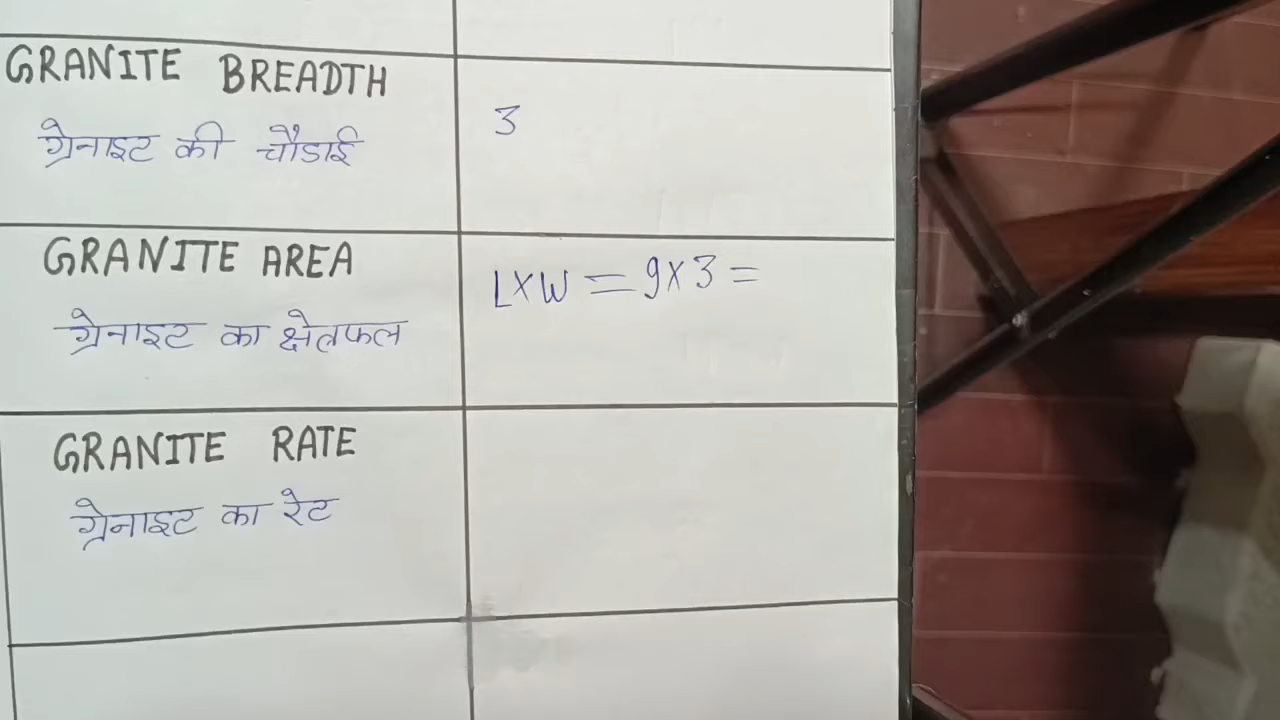 GRANITE BREADTH
ग्रेनाइट की चौडाई
3
GRANITE AREA
ग्रेनाइट का क्षेत्रफल
L×W = 9×3 =
GRANITE RATE
ग्रेनाइट का रेट